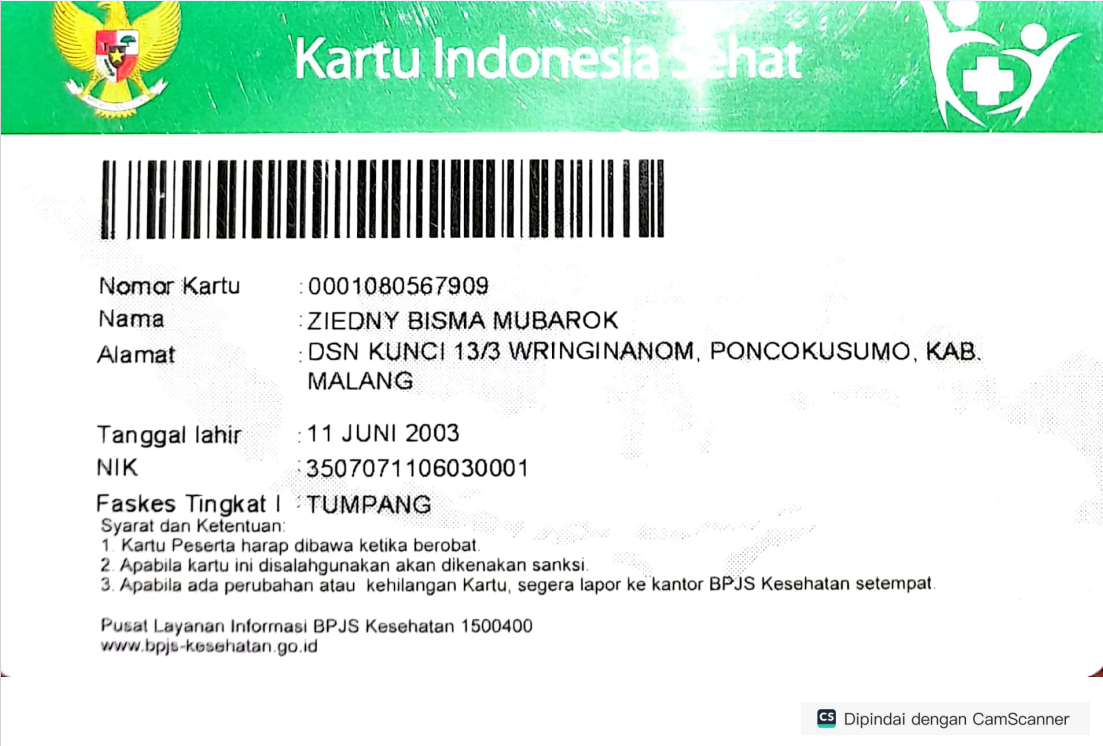 Kartu Indonesia Sehat
Nomor Kartu : 0001080567909
Nama : ZIEDNY BISMA MUBAROK
Alamat : DSN KUNCI 13/3 WRINGINANOM, PONCOKUSUMO, KAB.
MALANG
Tanggal lahir : 11 JUNI 2003
NIK : 3507071106030001
Faskes Tingkat I : TUMPANG
Syarat dan Ketentuan:
1. Kartu Peserta harap dibawa ketika berobat.
2. Apabila kartu ini disalahgunakan akan dikenakan sanksi.
3. Apabila ada perubahan atau kehilangan Kartu, segera lapor ke kantor BPJS Kesehatan setempat.
Pusat Layanan Informasi BPJS Kesehatan 1500400
www.bpjs-kesehatan.go.id
CS Dipindai dengan CamScanner